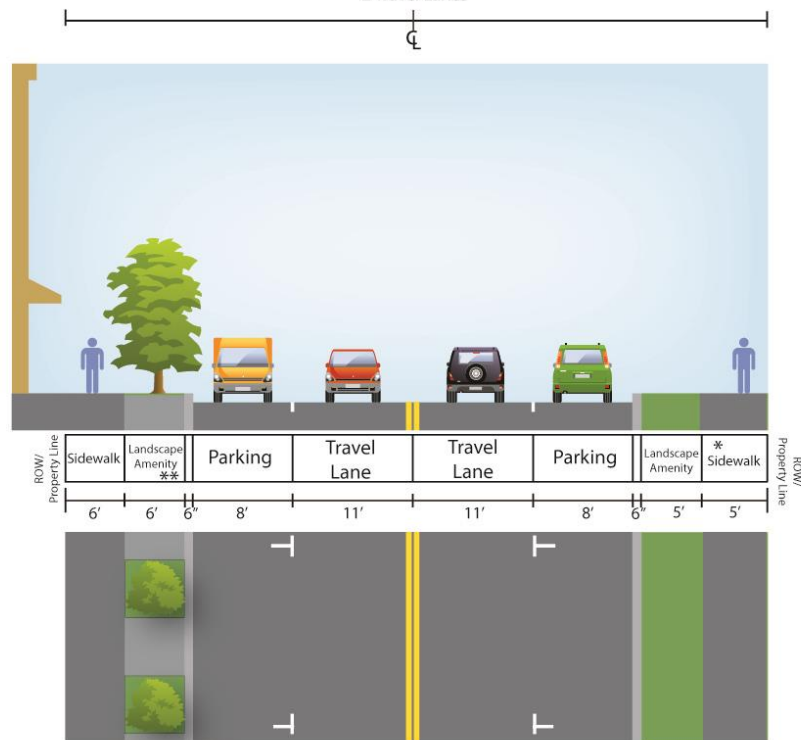 ℄
ROW/
Property Line
Sidewalk
Landscape
Amenity
**
Parking
Travel
Lane
Travel
Lane
Parking
Landscape
Amenity
*
Sidewalk
ROW/
Property Line
6’ 6’ 6” 8’ 11’ 11’ 8’ 6” 5’ 5’